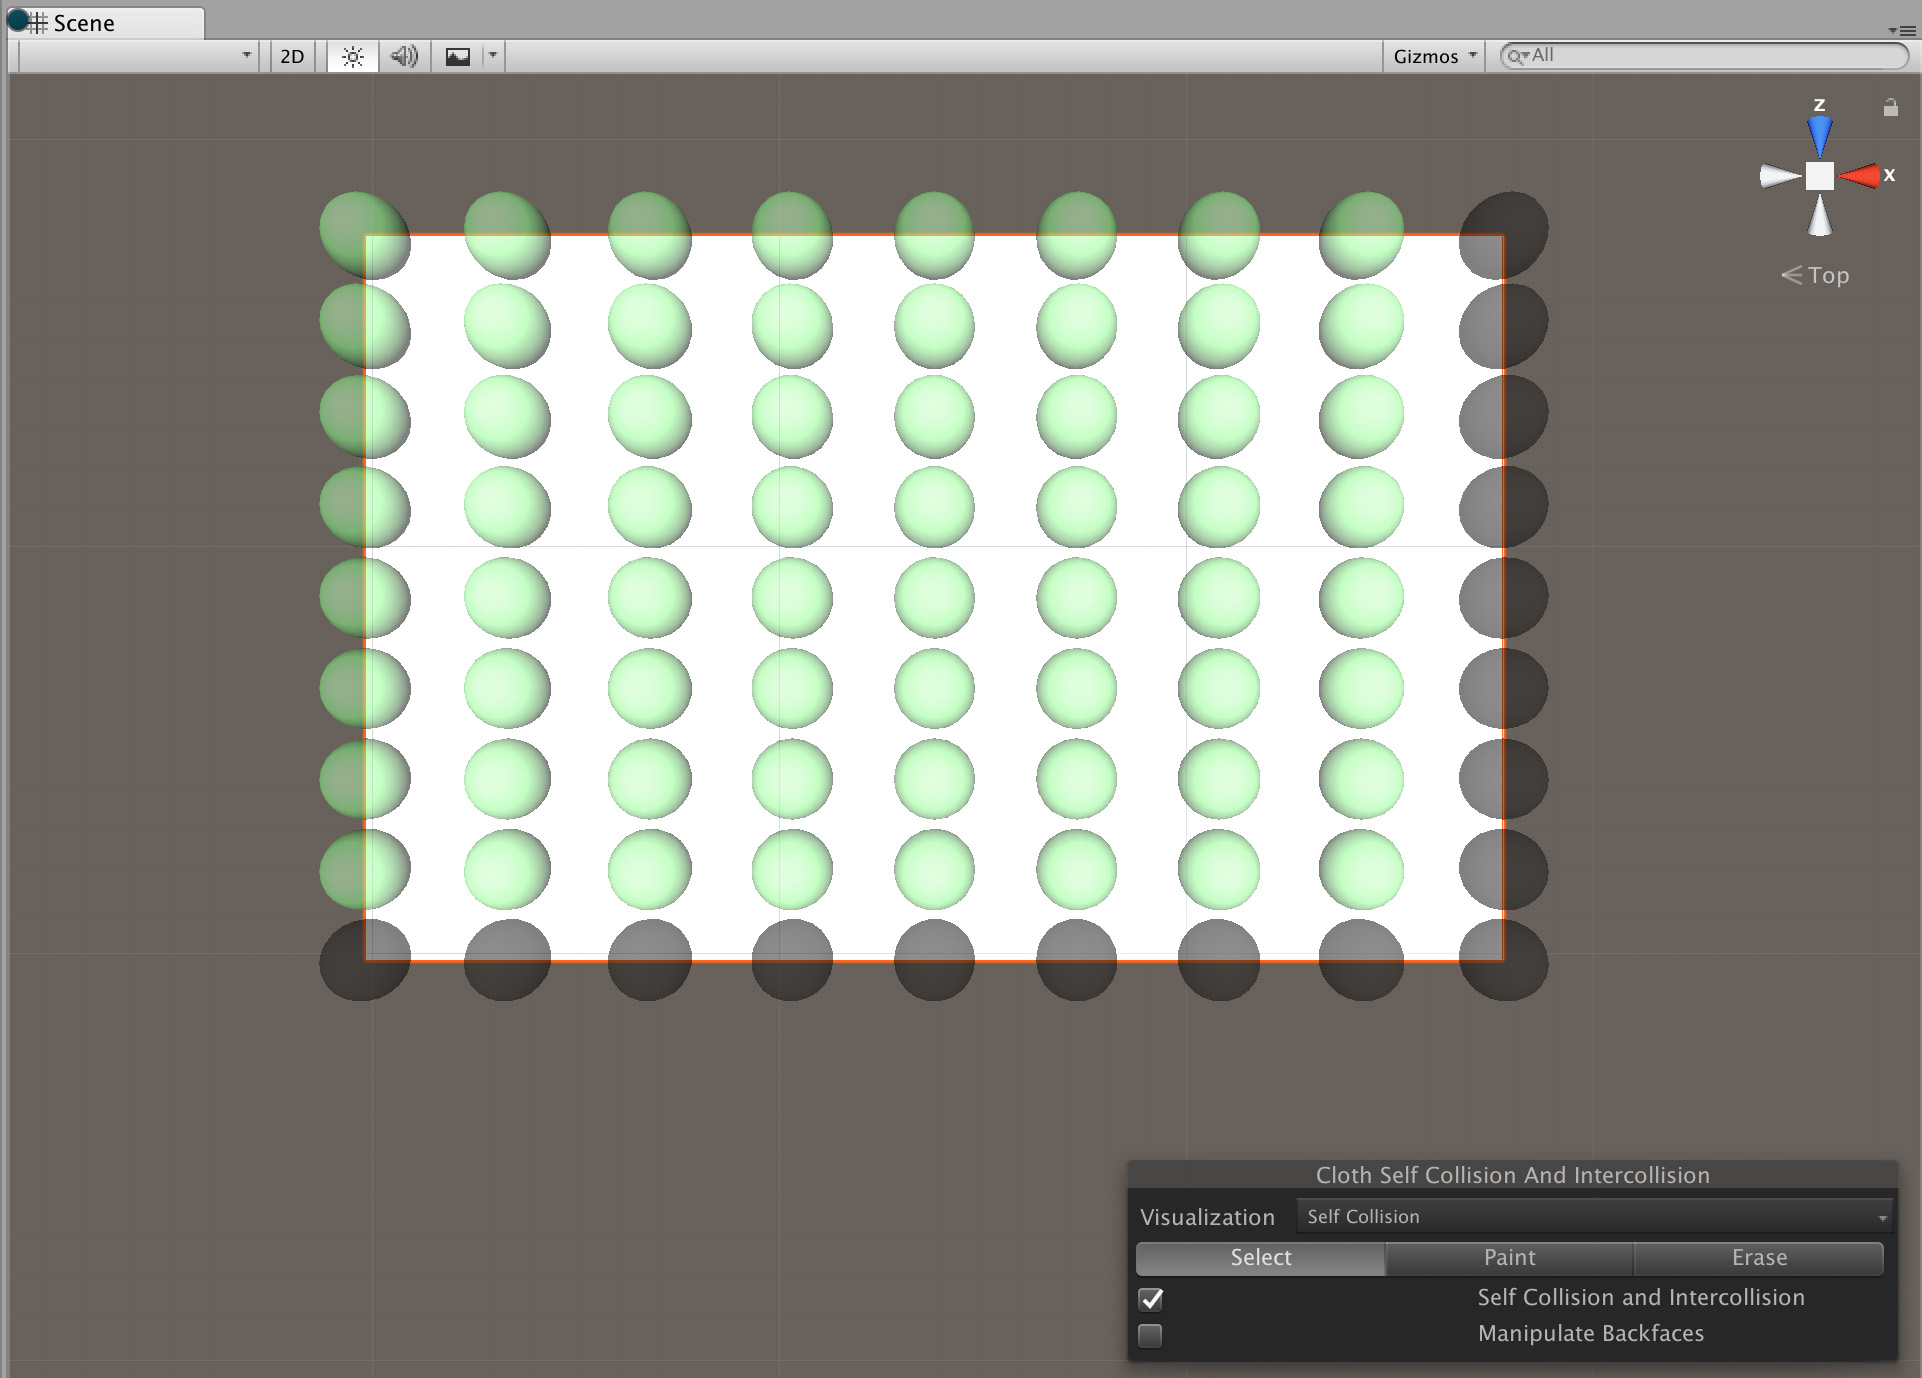 Scene
2D
Gizmos
All
z
x
Top
Cloth Self Collision And Intercollision
Visualization Self Collision
Select Paint Erase
Self Collision and Intercollision
Manipulate Backfaces